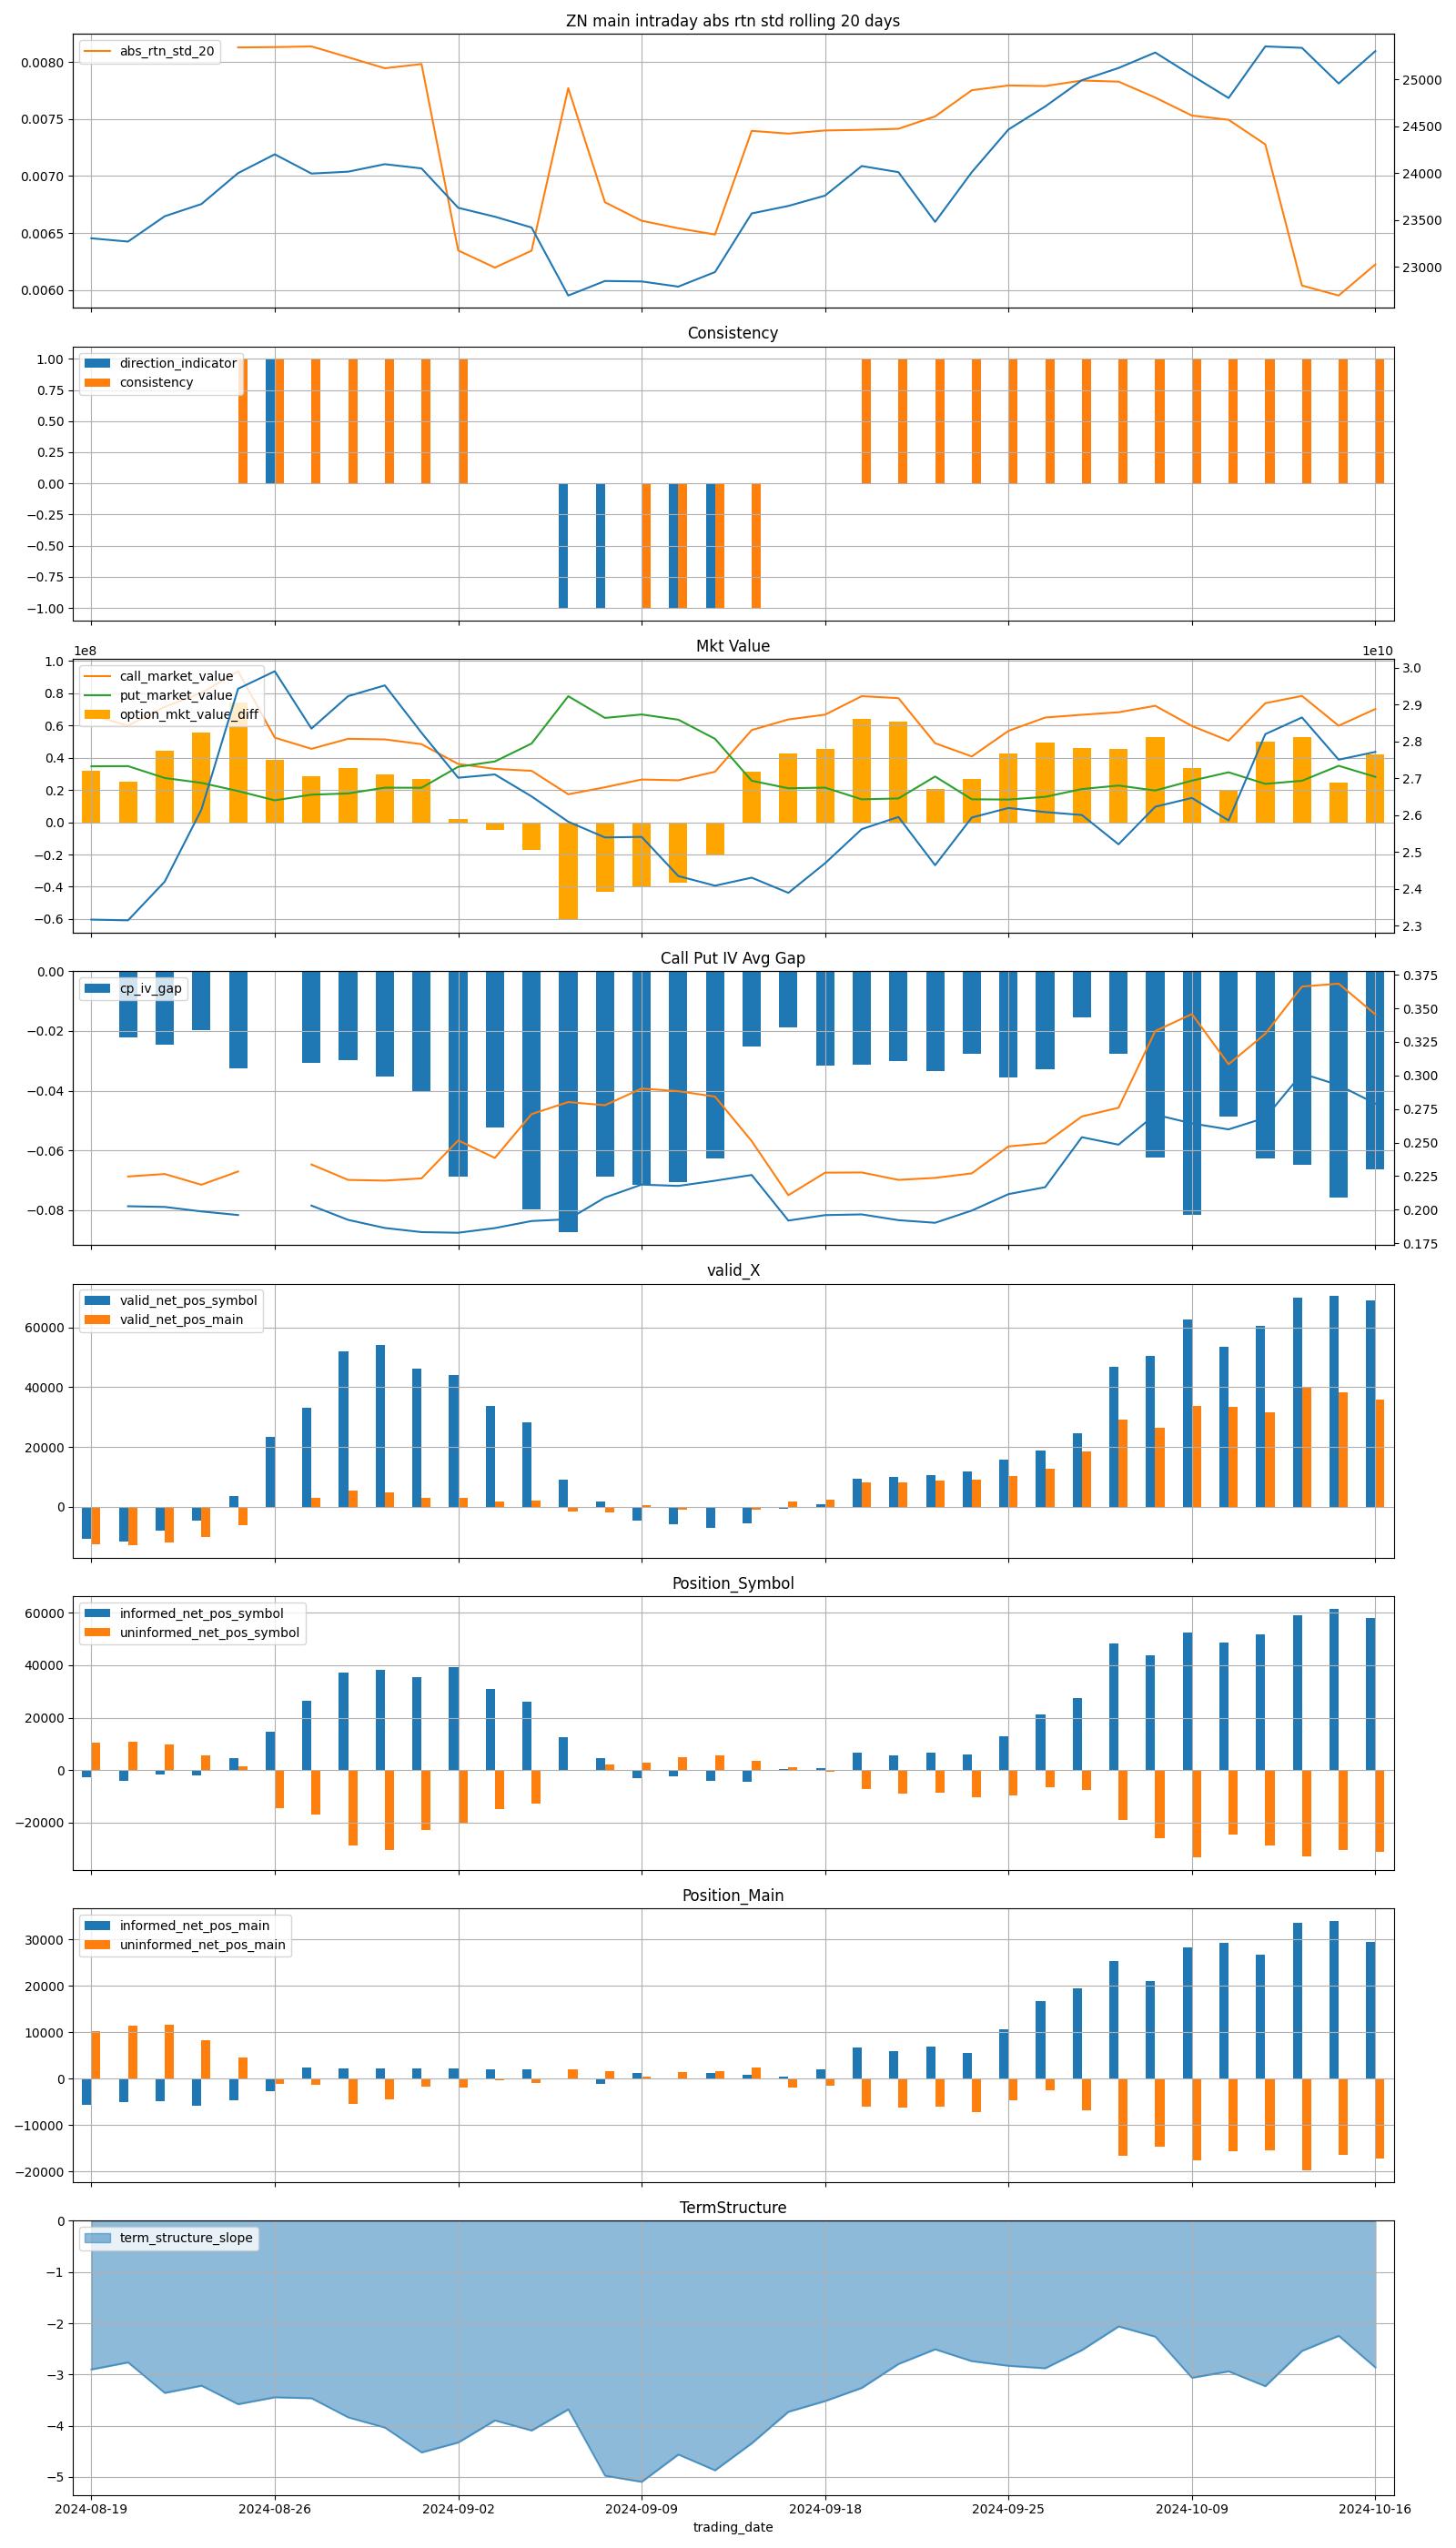 ZN main intraday abs rtn std rolling 20 days
abs_rtn_std_20
0.0080
0.0075
0.0070
0.0065
0.0060
25000
24500
24000
23500
23000
Consistency
direction_indicator
consistency
1.00
0.75
0.50
0.25
0.00
−0.25
−0.50
−0.75
−1.00
Mkt Value
1e8
1e10
call_market_value
put_market_value
option_mkt_value_diff
1.0
0.8
0.6
0.4
0.2
0.0
−0.2
−0.4
−0.6
3.0
2.9
2.8
2.7
2.6
2.5
2.4
2.3
Call Put IV Avg Gap
cp_iv_gap
0.00
−0.02
−0.04
−0.06
−0.08
0.375
0.350
0.325
0.300
0.275
0.250
0.225
0.200
0.175
valid_X
valid_net_pos_symbol
valid_net_pos_main
60000
40000
20000
0
Position_Symbol
informed_net_pos_symbol
uninformed_net_pos_symbol
60000
40000
20000
0
−20000
Position_Main
informed_net_pos_main
uninformed_net_pos_main
30000
20000
10000
0
−10000
−20000
TermStructure
term_structure_slope
0
−1
−2
−3
−4
−5
2024-08-19 2024-08-26 2024-09-02 2024-09-09 2024-09-18 2024-09-25 2024-10-09 2024-10-16
trading_date